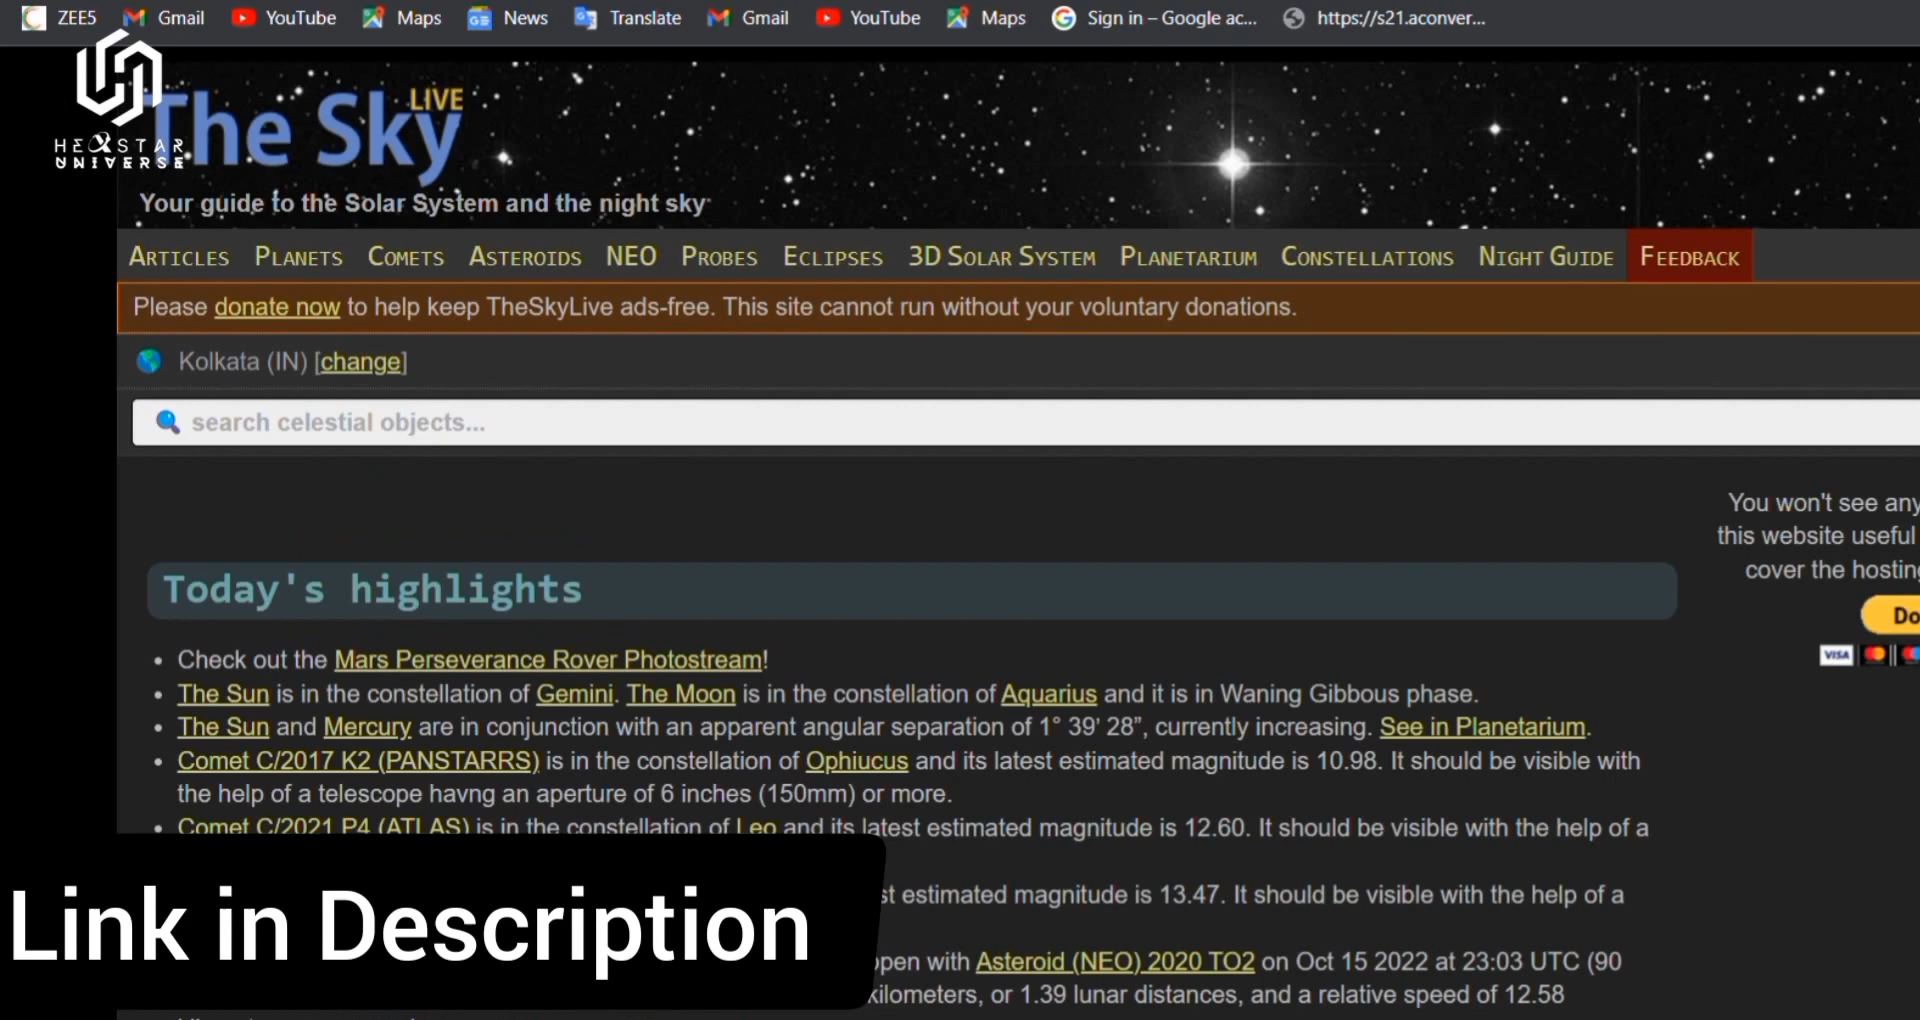 ZEE5 Gmail YouTube Maps News Translate Gmail YouTube Maps Sign in – Google ac... https://s21.aconver...
HEXSTAR
UNIVERSE
The Sky LIVE
Your guide to the Solar System and the night sky
ARTICLES PLANETS COMETS ASTEROIDS NEO PROBES ECLIPSES 3D SOLAR SYSTEM PLANETARIUM CONSTELLATIONS NIGHT GUIDE FEEDBACK
Please donate now to help keep TheSkyLive ads-free. This site cannot run without your voluntary donations.
Kolkata (IN) [change]
search celestial objects...
You won't see any
this website useful
cover the hosting
Do
VISA
Today's highlights
• Check out the Mars Perseverance Rover Photostream!
• The Sun is in the constellation of Gemini. The Moon is in the constellation of Aquarius and it is in Waning Gibbous phase.
• The Sun and Mercury are in conjunction with an apparent angular separation of 1° 39' 28”, currently increasing. See in Planetarium.
• Comet C/2017 K2 (PANSTARRS) is in the constellation of Ophiucus and its latest estimated magnitude is 10.98. It should be visible with
the help of a telescope havng an aperture of 6 inches (150mm) or more.
• Comet C/2021 P4 (ATLAS) is in the constellation of Leo and its latest estimated magnitude is 12.60. It should be visible with the help of a
st estimated magnitude is 13.47. It should be visible with the help of a
open with Asteroid (NEO) 2020 TO2 on Oct 15 2022 at 23:03 UTC (90
kilometers, or 1.39 lunar distances, and a relative speed of 12.58
Link in Description